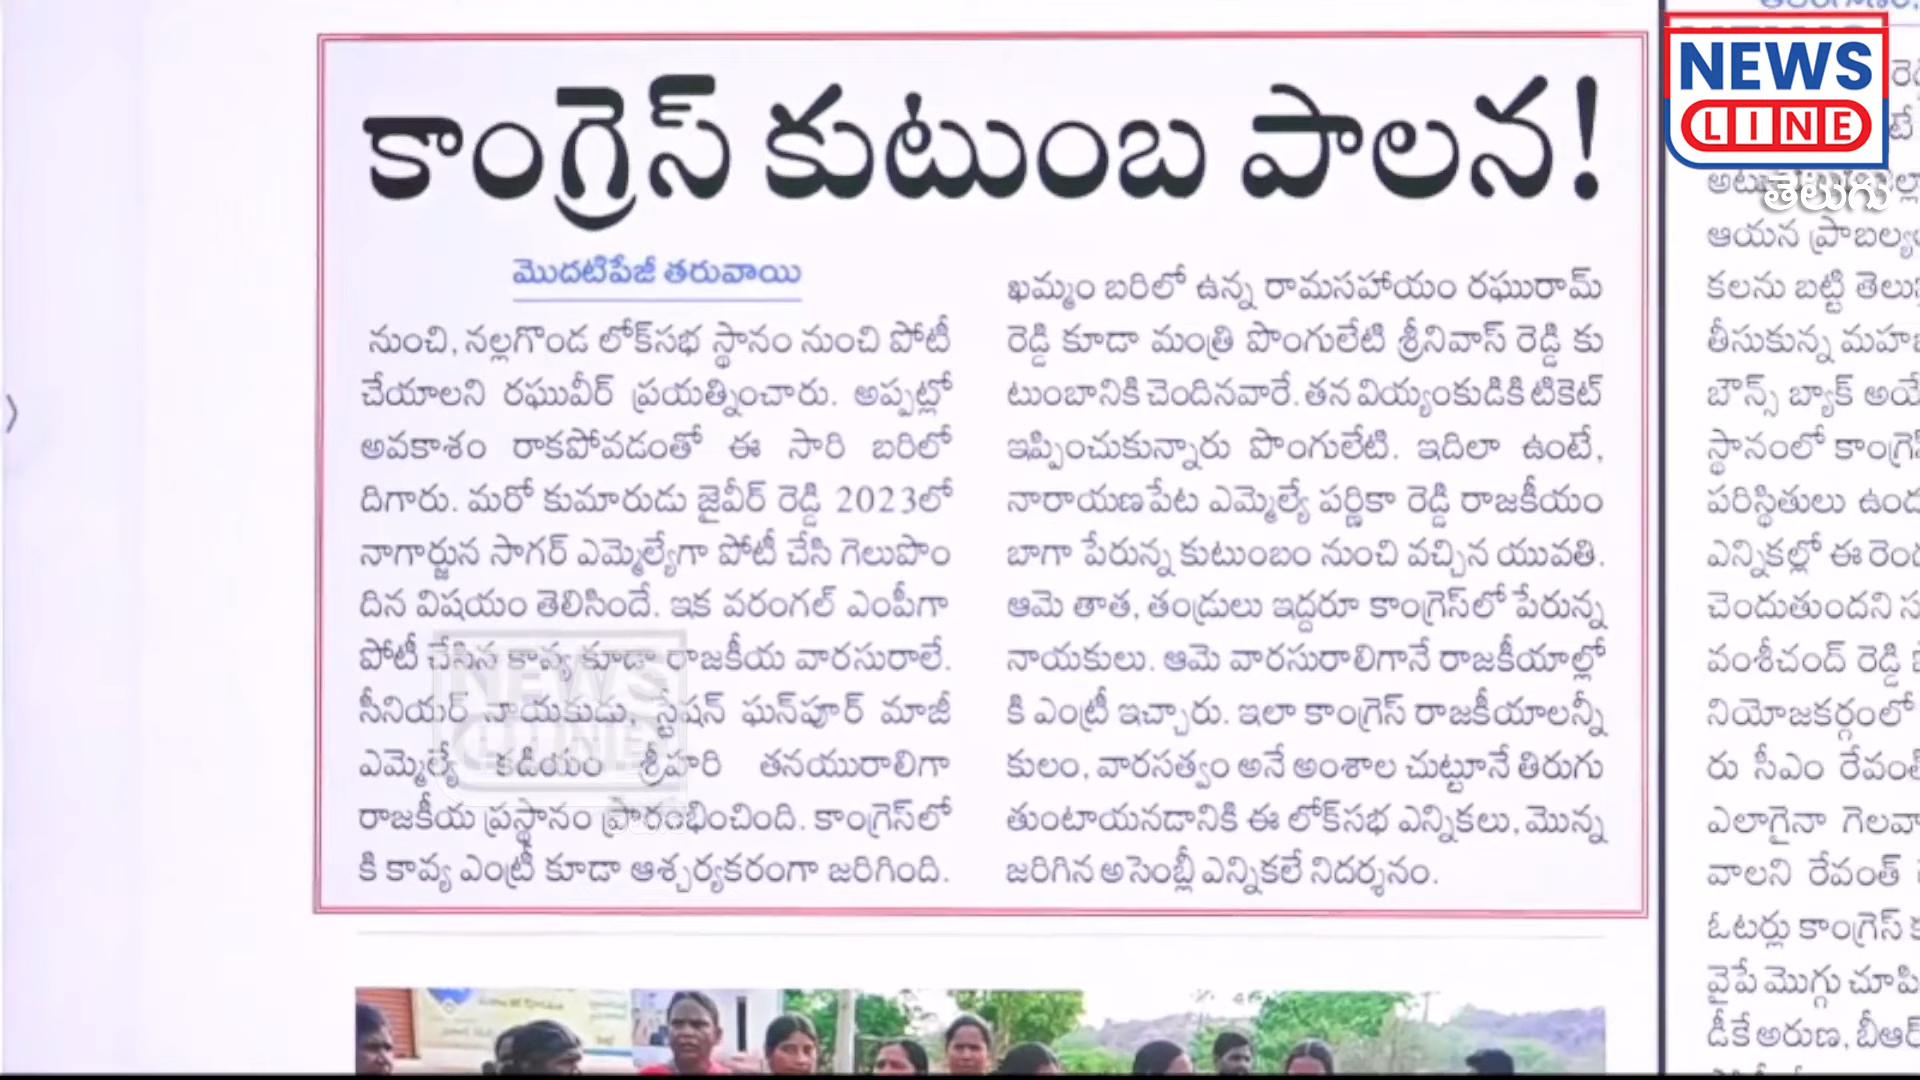 కాంగ్రెస్ కుటుంబ పాలన!
మొదటిపేజీ తరువాయి
నుంచి, నల్లగొండ లోక్‌సభ స్థానం నుంచి పోటీ
చేయాలని రఘువీర్ ప్రయత్నించారు. అప్పట్లో
అవకాశం రాకపోవడంతో ఈ సారి బరిలో
దిగారు. మరో కుమారుడు జైవీర్ రెడ్డి 2023లో
నాగార్జున సాగర్ ఎమ్మెల్యేగా పోటీ చేసి గెలుపొం
దిన విషయం తెలిసిందే. ఇక వరంగల్ ఎంపీగా
పోటీ చేసిన కావ్య కూడా రాజకీయ వారసురాలే.
సీనియర్ నాయకుడు, స్టేషన్ ఘన్‌పూర్ మాజీ
ఎమ్మెల్యే కడియం శ్రీహరి తనయురాలిగా
రాజకీయ ప్రస్థానం ప్రారంభించింది. కాంగ్రెస్‌లో
కి కావ్య ఎంట్రీ కూడా ఆశ్చర్యకరంగా జరిగింది.
ఖమ్మం బరిలో ఉన్న రామసహాయం రఘురామ్
రెడ్డి కూడా మంత్రి పొంగులేటి శ్రీనివాస్ రెడ్డి కు
టుంబానికి చెందినవారే. తన వియ్యంకుడికి టికెట్
ఇప్పించుకున్నారు పొంగులేటి. ఇదిలా ఉంటే,
నారాయణపేట ఎమ్మెల్యే పర్ణికా రెడ్డి రాజకీయం
బాగా పేరున్న కుటుంబం నుంచి వచ్చిన యువతి.
ఆమె తాత, తండ్రులు ఇద్దరూ కాంగ్రెస్‌లో పేరున్న
నాయకులు. ఆమె వారసురాలిగానే రాజకీయాల్లో
కి ఎంట్రీ ఇచ్చారు. ఇలా కాంగ్రెస్ రాజకీయాలన్నీ
కులం, వారసత్వం అనే అంశాల చుట్టూనే తిరుగు
తుంటాయనడానికి ఈ లోక్‌సభ ఎన్నికలు, మొన్న
జరిగిన అసెంబ్లీ ఎన్నికలే నిదర్శనం.
NEWS
LINE
తెలుగు
ఆయన
కలను బట్టి
తీసుకున్న
బౌన్స్ బ్యాక్
స్థానంలో
పరిస్థితులు
ఎన్నికల్లో ఈ
చెందుతుందని
వంశీచంద్ రెడ్డి
నియోజకర్గంలో
రు సీఎం
ఎలాగైనా
వాలని రేవంత్
ఓటర్లు కాంగ్రెస్
వైపే మొగ్గు
డీకే అరుణ,
NEWS
LINE